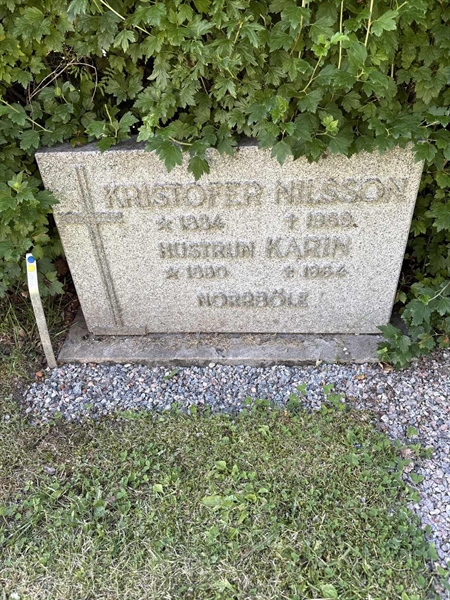 KRISTOFER NILSSON
☆ 1884 ✝ 1969.
HUSTRUN KARIN
☆ 1880 ✝ 1964
NORRBÖLE